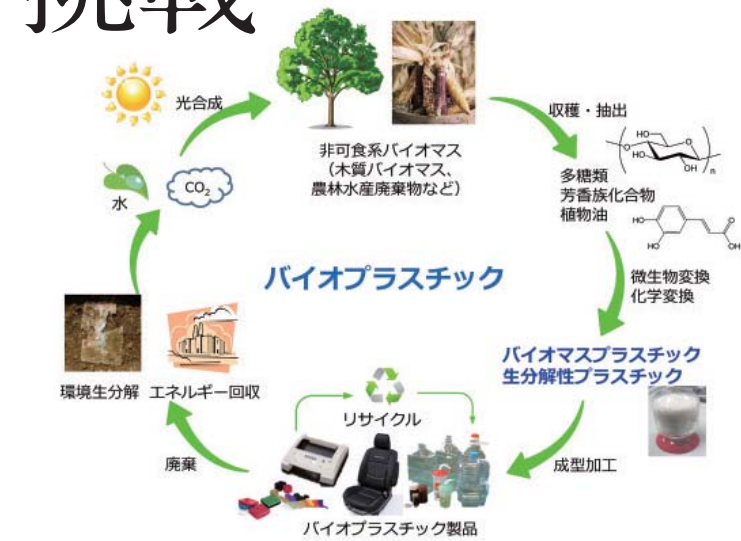 挑戦
光合成
水
CO₂
非可食系バイオマス
（木質バイオマス、
農林水産廃棄物など）
収穫・抽出
HO
O
O
HO
OH
n
多糖類
芳香族化合物
植物油
HO
HO
O
OH
微生物変換
化学変換
バイオプラスチック
バイオマスプラスチック
生分解性プラスチック
環境生分解
エネルギー回収
リサイクル
廃棄
成型加工
バイオプラスチック製品